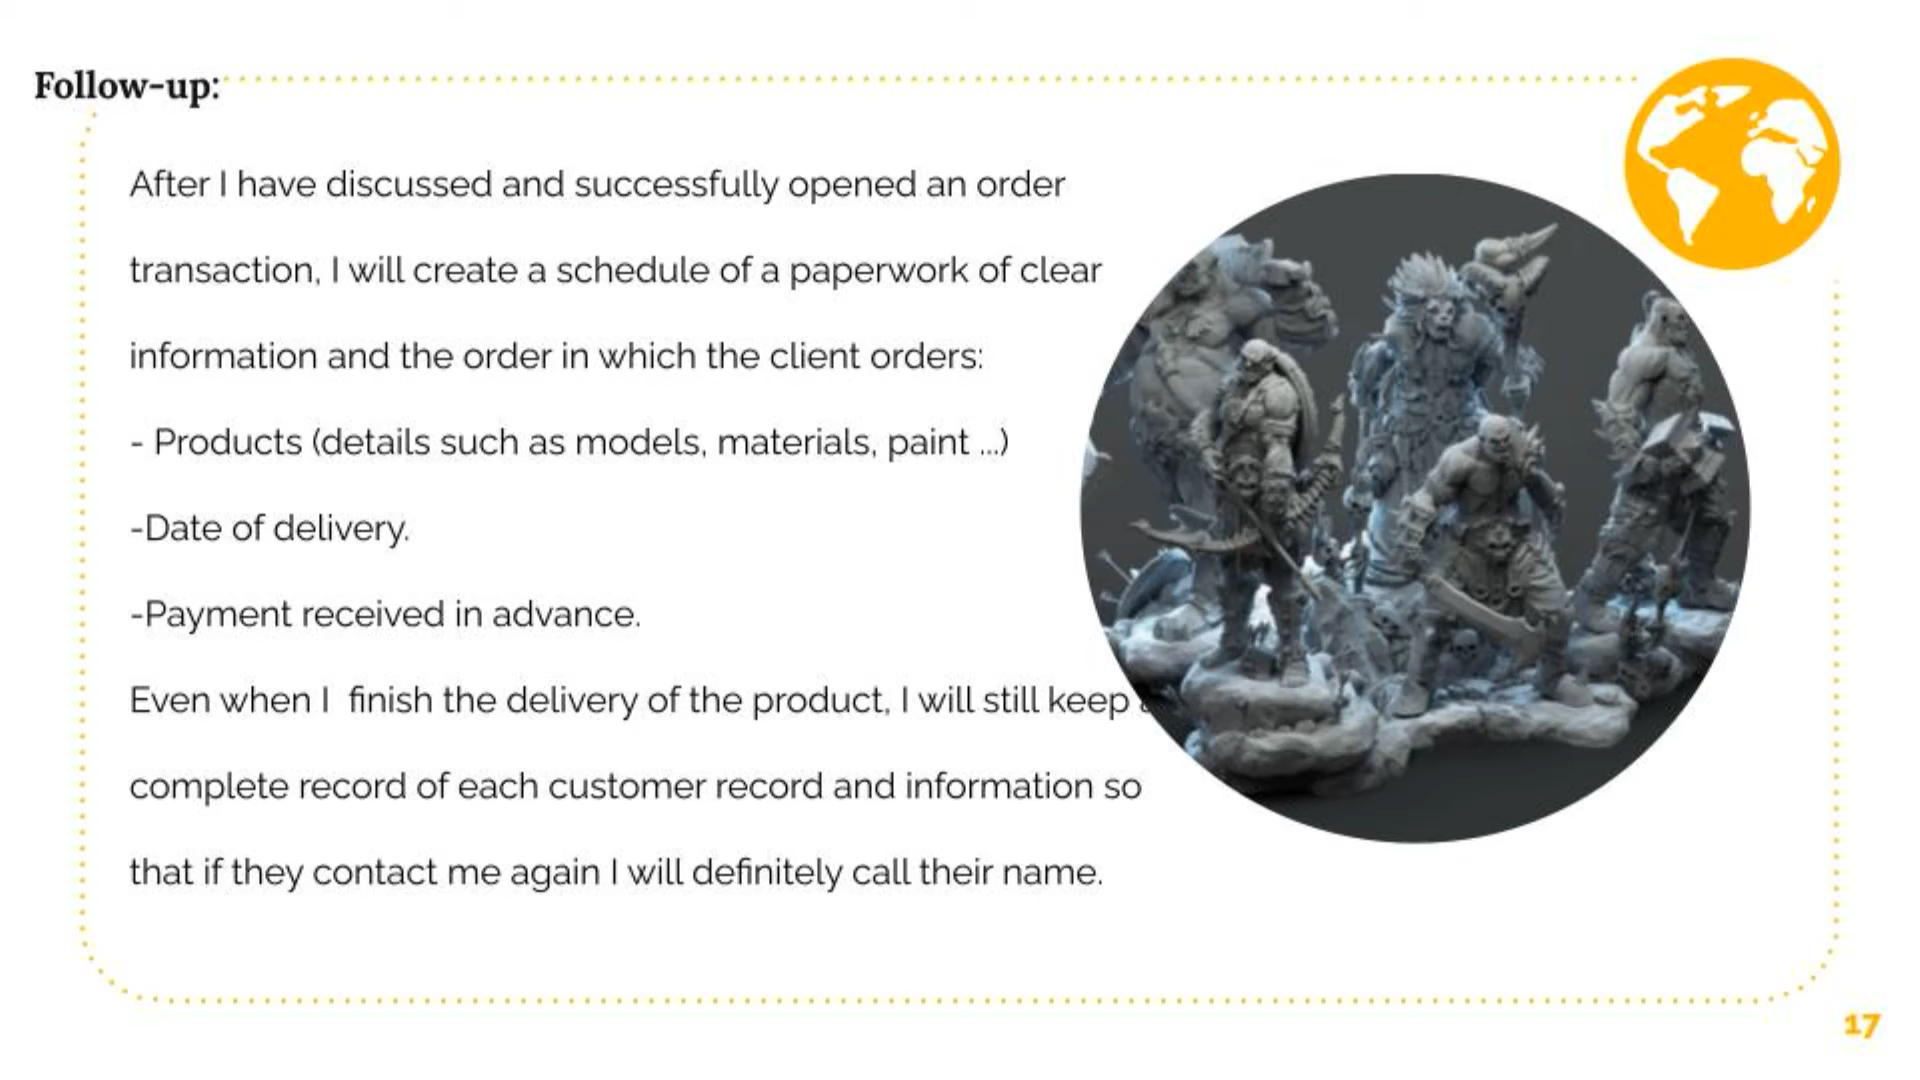 Follow-up:
After I have discussed and successfully opened an order
transaction, I will create a schedule of a paperwork of clear
information and the order in which the client orders:
- Products (details such as models, materials, paint ...)
-Date of delivery.
-Payment received in advance.
Even when I  finish the delivery of the product, I will still keep
complete record of each customer record and information so
that if they contact me again I will definitely call their name.
17